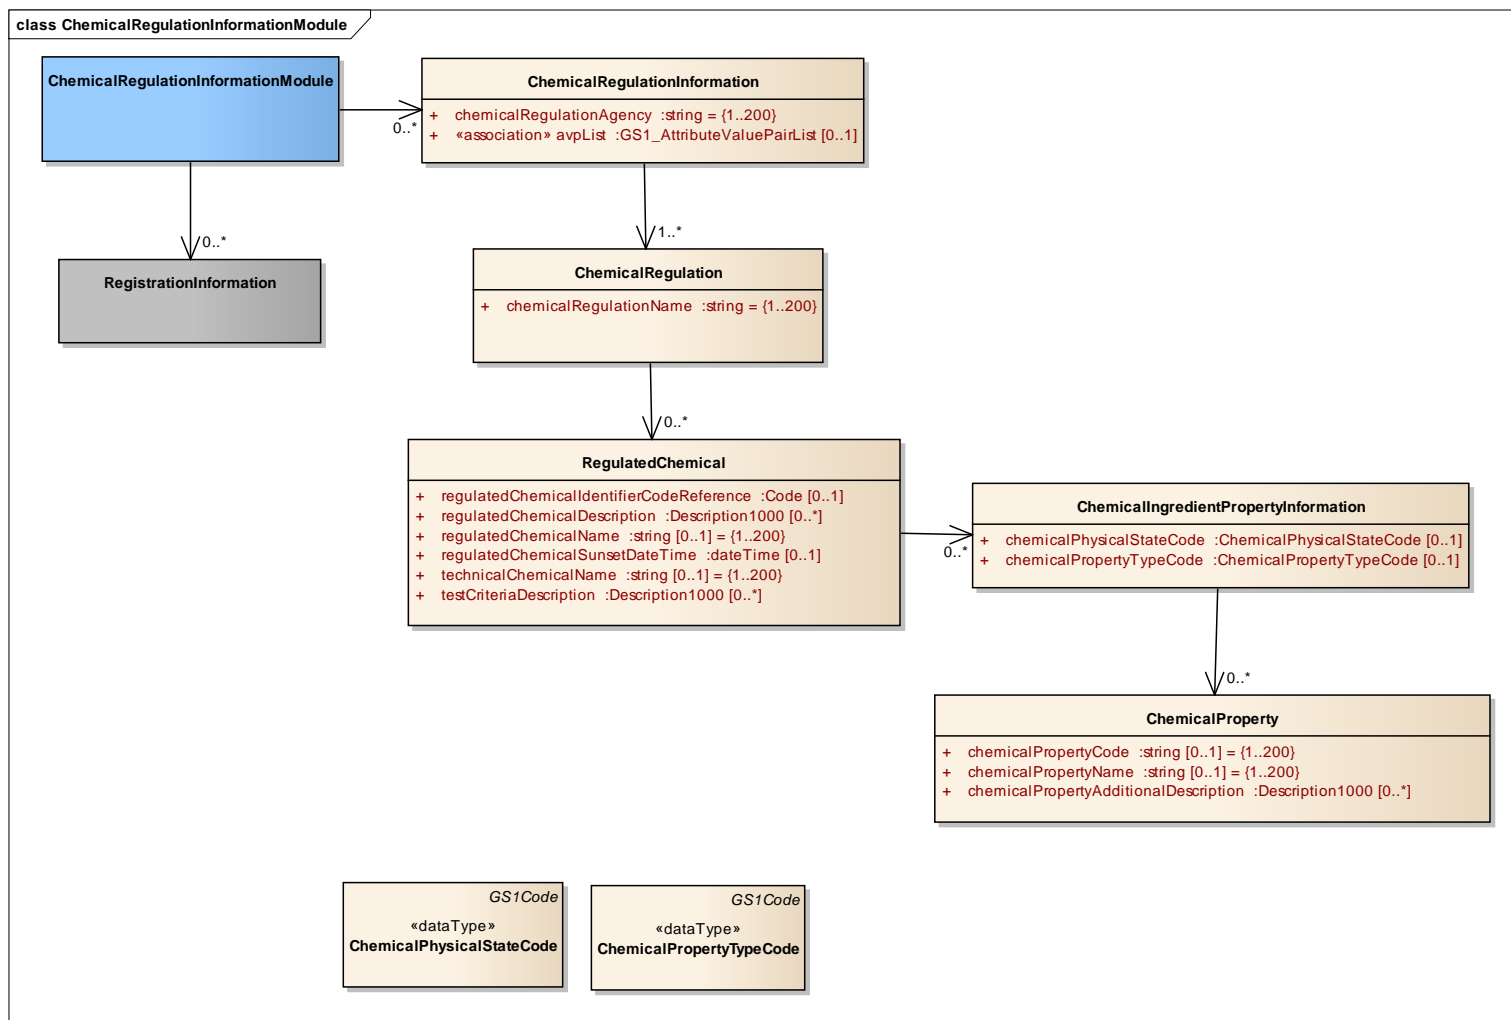 class ChemicalRegulationInformationModule
ChemicalRegulationInformationModule
ChemicalRegulationInformation
+ chemicalRegulationAgency :string = {1..200}
+ «association» avpList :GS1_AttributeValuePairList [0..1]
0..*
0..*
1..*
RegistrationInformation
ChemicalRegulation
+ chemicalRegulationName :string = {1..200}
0..*
RegulatedChemical
+ regulatedChemicalIdentifierCodeReference :Code [0..1]
+ regulatedChemicalDescription :Description1000 [0..*]
+ regulatedChemicalName :string [0..1] = {1..200}
+ regulatedChemicalSunsetDateTime :dateTime [0..1]
+ technicalChemicalName :string [0..1] = {1..200}
+ testCriteriaDescription :Description1000 [0..*]
0..*
ChemicalIngredientPropertyInformation
+ chemicalPhysicalStateCode :ChemicalPhysicalStateCode [0..1]
+ chemicalPropertyTypeCode :ChemicalPropertyTypeCode [0..1]
0..*
ChemicalProperty
+ chemicalPropertyCode :string [0..1] = {1..200}
+ chemicalPropertyName :string [0..1] = {1..200}
+ chemicalPropertyAdditionalDescription :Description1000 [0..*]
GS1Code
«dataType»
ChemicalPhysicalStateCode
GS1Code
«dataType»
ChemicalPropertyTypeCode